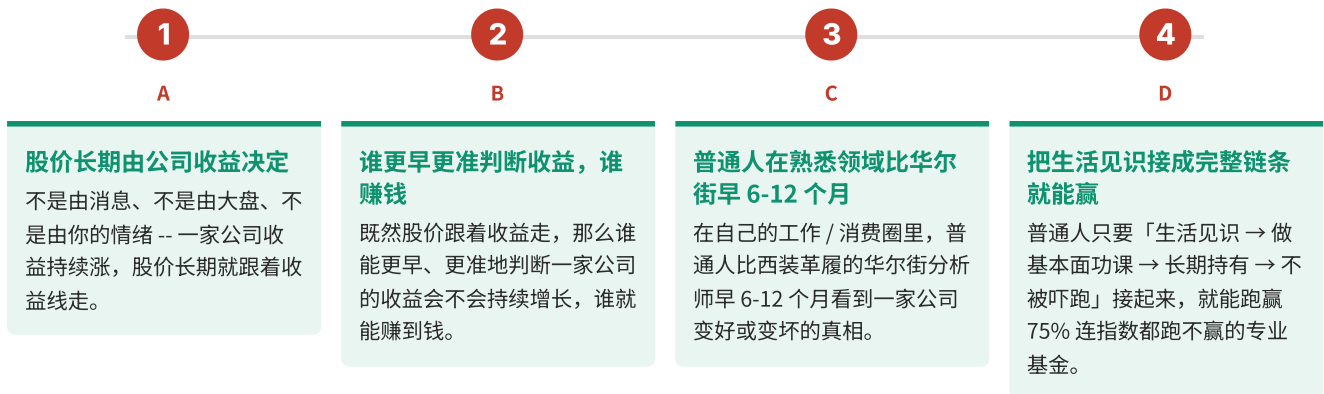 1
A
股价长期由公司收益决定
不是由消息、不是由大盘、不
是由你的情绪 -- 一家公司收
益持续涨，股价长期就跟着收
益线走。
2
B
谁更早更准判断收益，谁
赚钱
既然股价跟着收益走，那么谁
能更早、更准地判断一家公司
的收益会不会持续增长，谁就
能赚到钱。
3
C
普通人在熟悉领域比华尔
街早 6-12 个月
在自己的工作 / 消费圈里，普
通人比西装革履的华尔街分析
师早 6-12 个月看到一家公司
变好或变坏的真相。
4
D
把生活见识接成完整链条
就能赢
普通人只要「生活见识 → 做
基本面功课 → 长期持有 → 不
被吓跑」接起来，就能跑赢
75% 连指数都跑不赢的专业
基金。